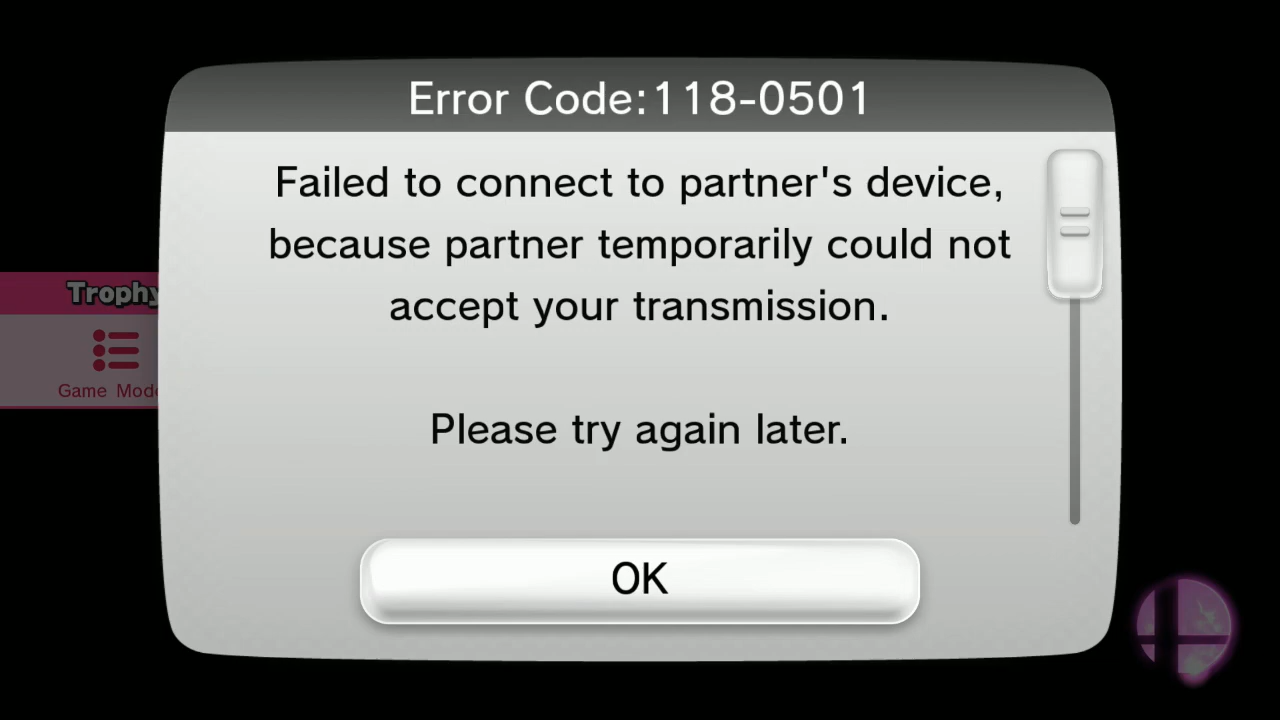 Error Code:118-0501
Failed to connect to partner's device,
because partner temporarily could not
accept your transmission.
Please try again later.
Trophy
Game Mode
OK